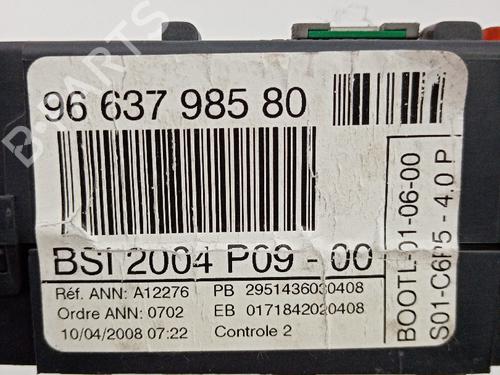 96 637 985 80
BSI 2004 P09 - 00
Réf. ANN: A12276 PB 2951436030408
Ordre ANN: 0702 EB 0171842020408
10/04/2008 07:22 Controle 2
BOOTL-01-06-00
S01-C6P5 - 4.0 P
B-PARTS